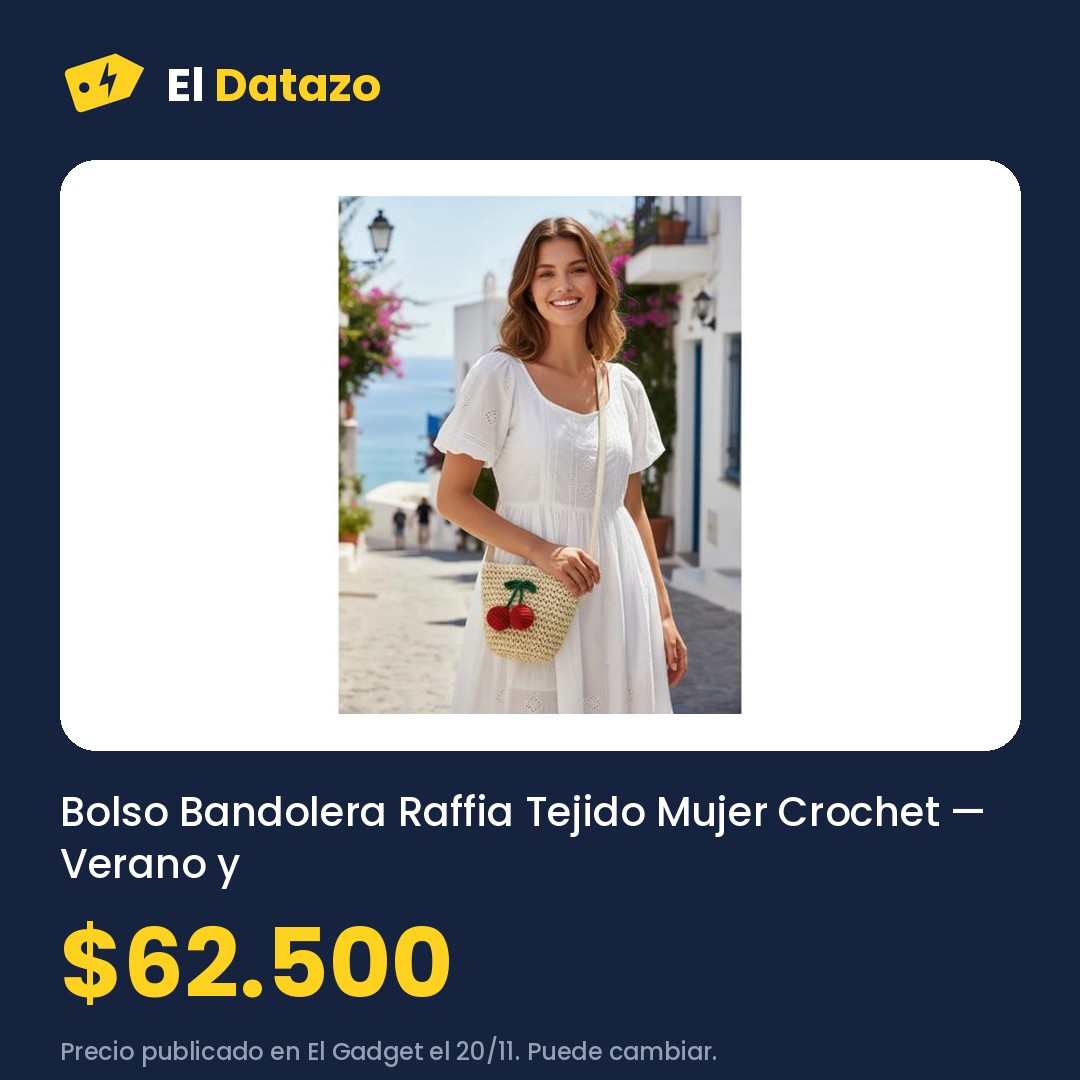 El Datazo
Bolso Bandolera Raffia Tejido Mujer Crochet —
Verano y
$62.500
Precio publicado en El Gadget el 20/11. Puede cambiar.